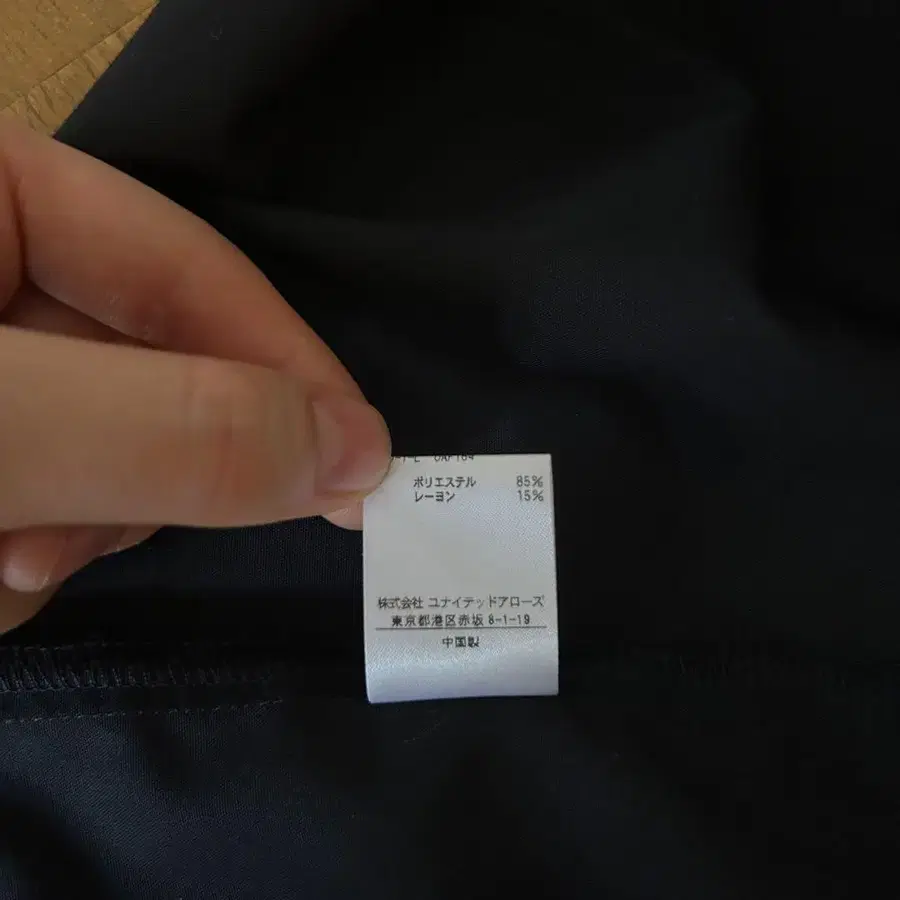 ポリエステル 85%
レーヨン 15%
株式会社 ユナイテッドアローズ
東京都港区赤坂 8-1-19
中国製